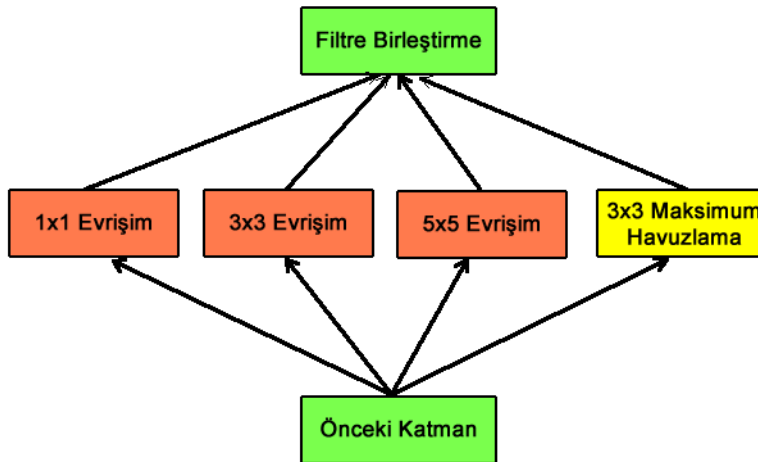 Filtre Birleştirme
1x1 Evrişim
3x3 Evrişim
5x5 Evrişim
3x3 Maksimum
Havuzlama
Önceki Katman